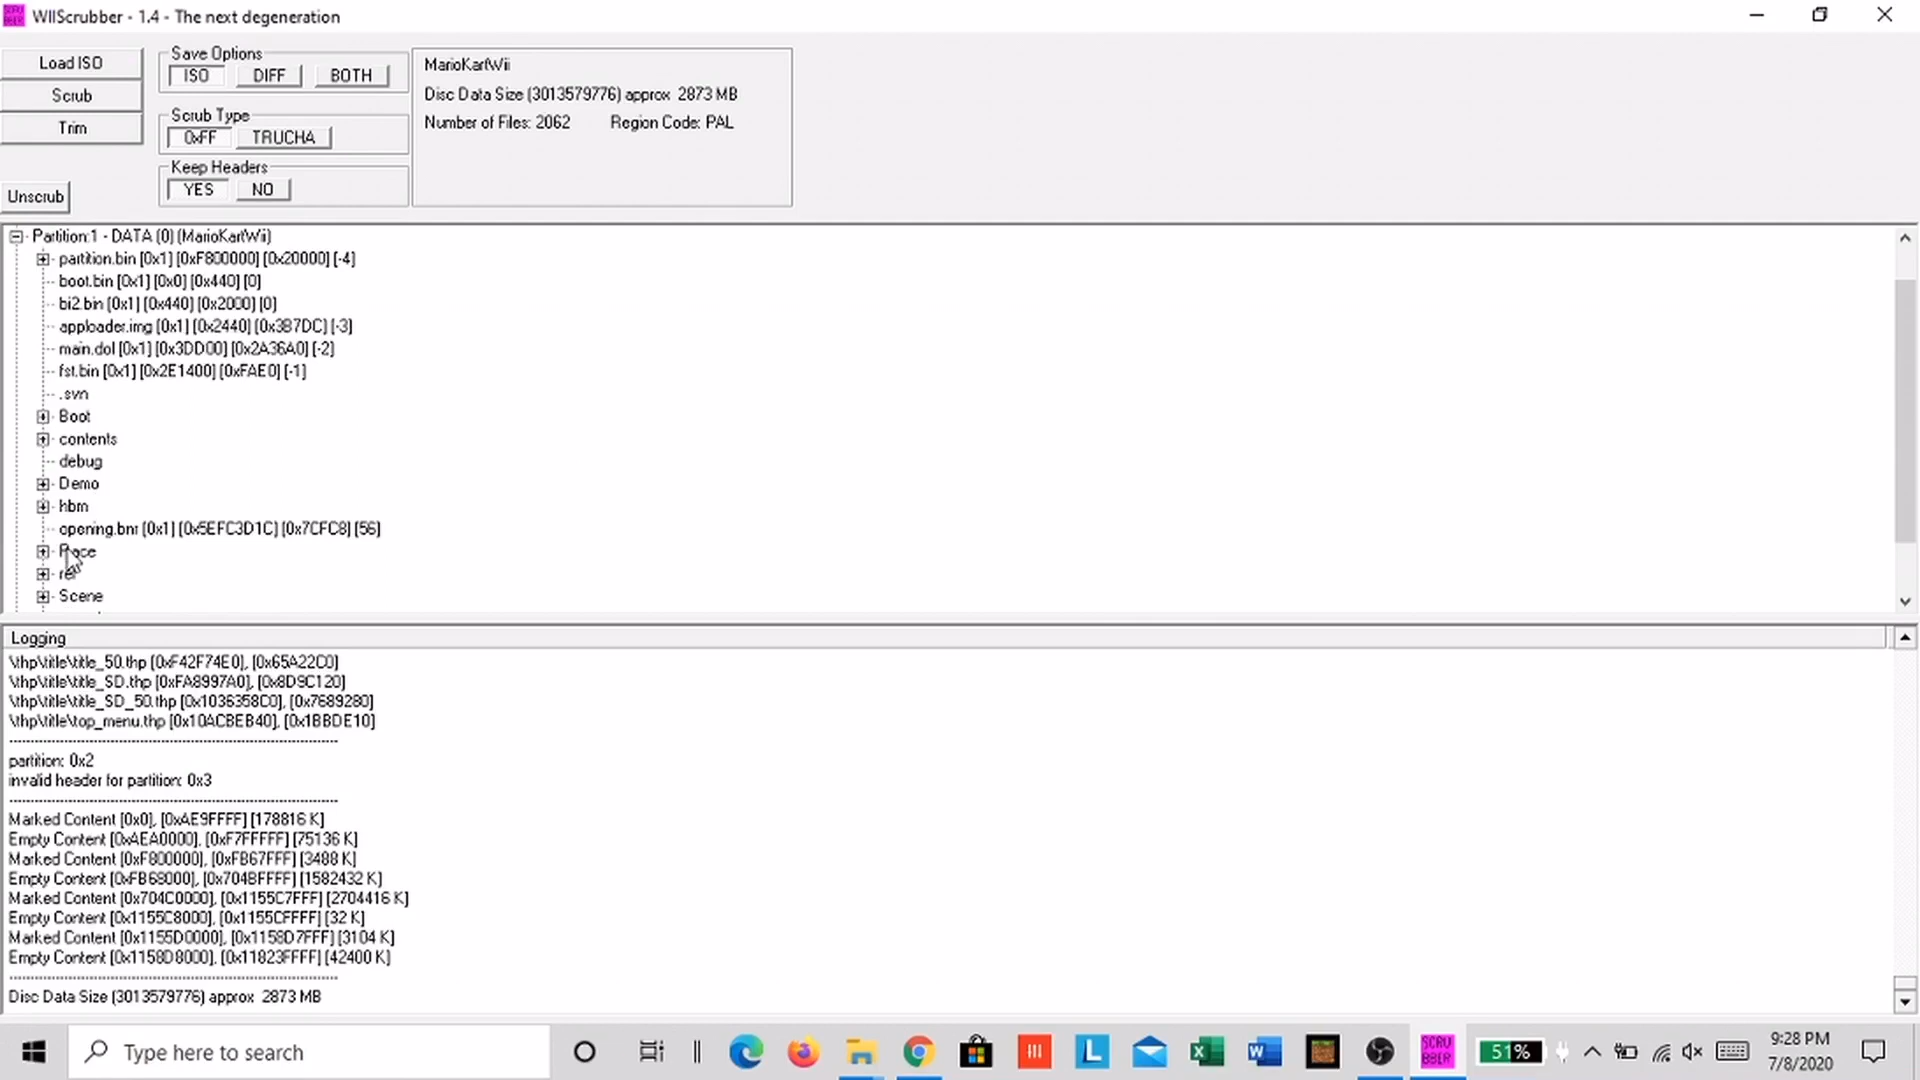 WIIScrubber - 1.4 - The next degeneration
Load ISO
Scrub
Trim
Unscrub
Save Options
ISO DIFF BOTH
Scrub Type
0xFF TRUCHA
Keep Headers
YES NO
MarioKartWii
Disc Data Size (3013579776) approx 2873 MB
Number of Files: 2062 Region Code: PAL
Partition:1 - DATA (0) (MarioKartWii)
partition.bin [0x1] [0xF800000] [0x20000] [-4]
boot.bin [0x1] [0x0] [0x440] [0]
bi2.bin [0x1] [0x440] [0x2000] [0]
apploader.img [0x1] [0x2440] [0x3B7DC] [-3]
main.dol [0x1] [0x3DD00] [0x2A36A0] [-2]
fst.bin [0x1] [0x2E1400] [0xFAE0] [-1]
.svn
Boot
contents
debug
Demo
hbm
opening.bnr [0x1] [0x5EFC3D1C] [0x7CFC8] [56]
Race
rel
Scene
Logging
\thp\title\title_50.thp [0xF42F74E0], [0x65A22C0]
\thp\title\title_SD.thp [0xFA8997A0], [0x8D9C120]
\thp\title\title_SD_50.thp [0x1036358C0], [0x7689280]
\thp\title\top_menu.thp [0x10ACBEB40], [0x1BBDE10]
partition: 0x2
invalid header for partition: 0x3
Marked Content [0x0], [0xAE9FFFF] [178816 K]
Empty Content [0xAEA0000], [0xF7FFFFF] [75136 K]
Marked Content [0xF800000], [0xFB67FFF] [3488 K]
Empty Content [0xFB68000], [0x704BFFFF] [1582432 K]
Marked Content [0x704C0000], [0x1155C7FFF] [2704416 K]
Empty Content [0x1155C8000], [0x1155CFFFF] [32 K]
Marked Content [0x1155D0000], [0x1158D7FFF] [3104 K]
Empty Content [0x1158D8000], [0x11823FFFF] [42400 K]
Disc Data Size (3013579776) approx 2873 MB
Type here to search
L
SCRU
BBER
51%
9:28 PM
7/8/2020